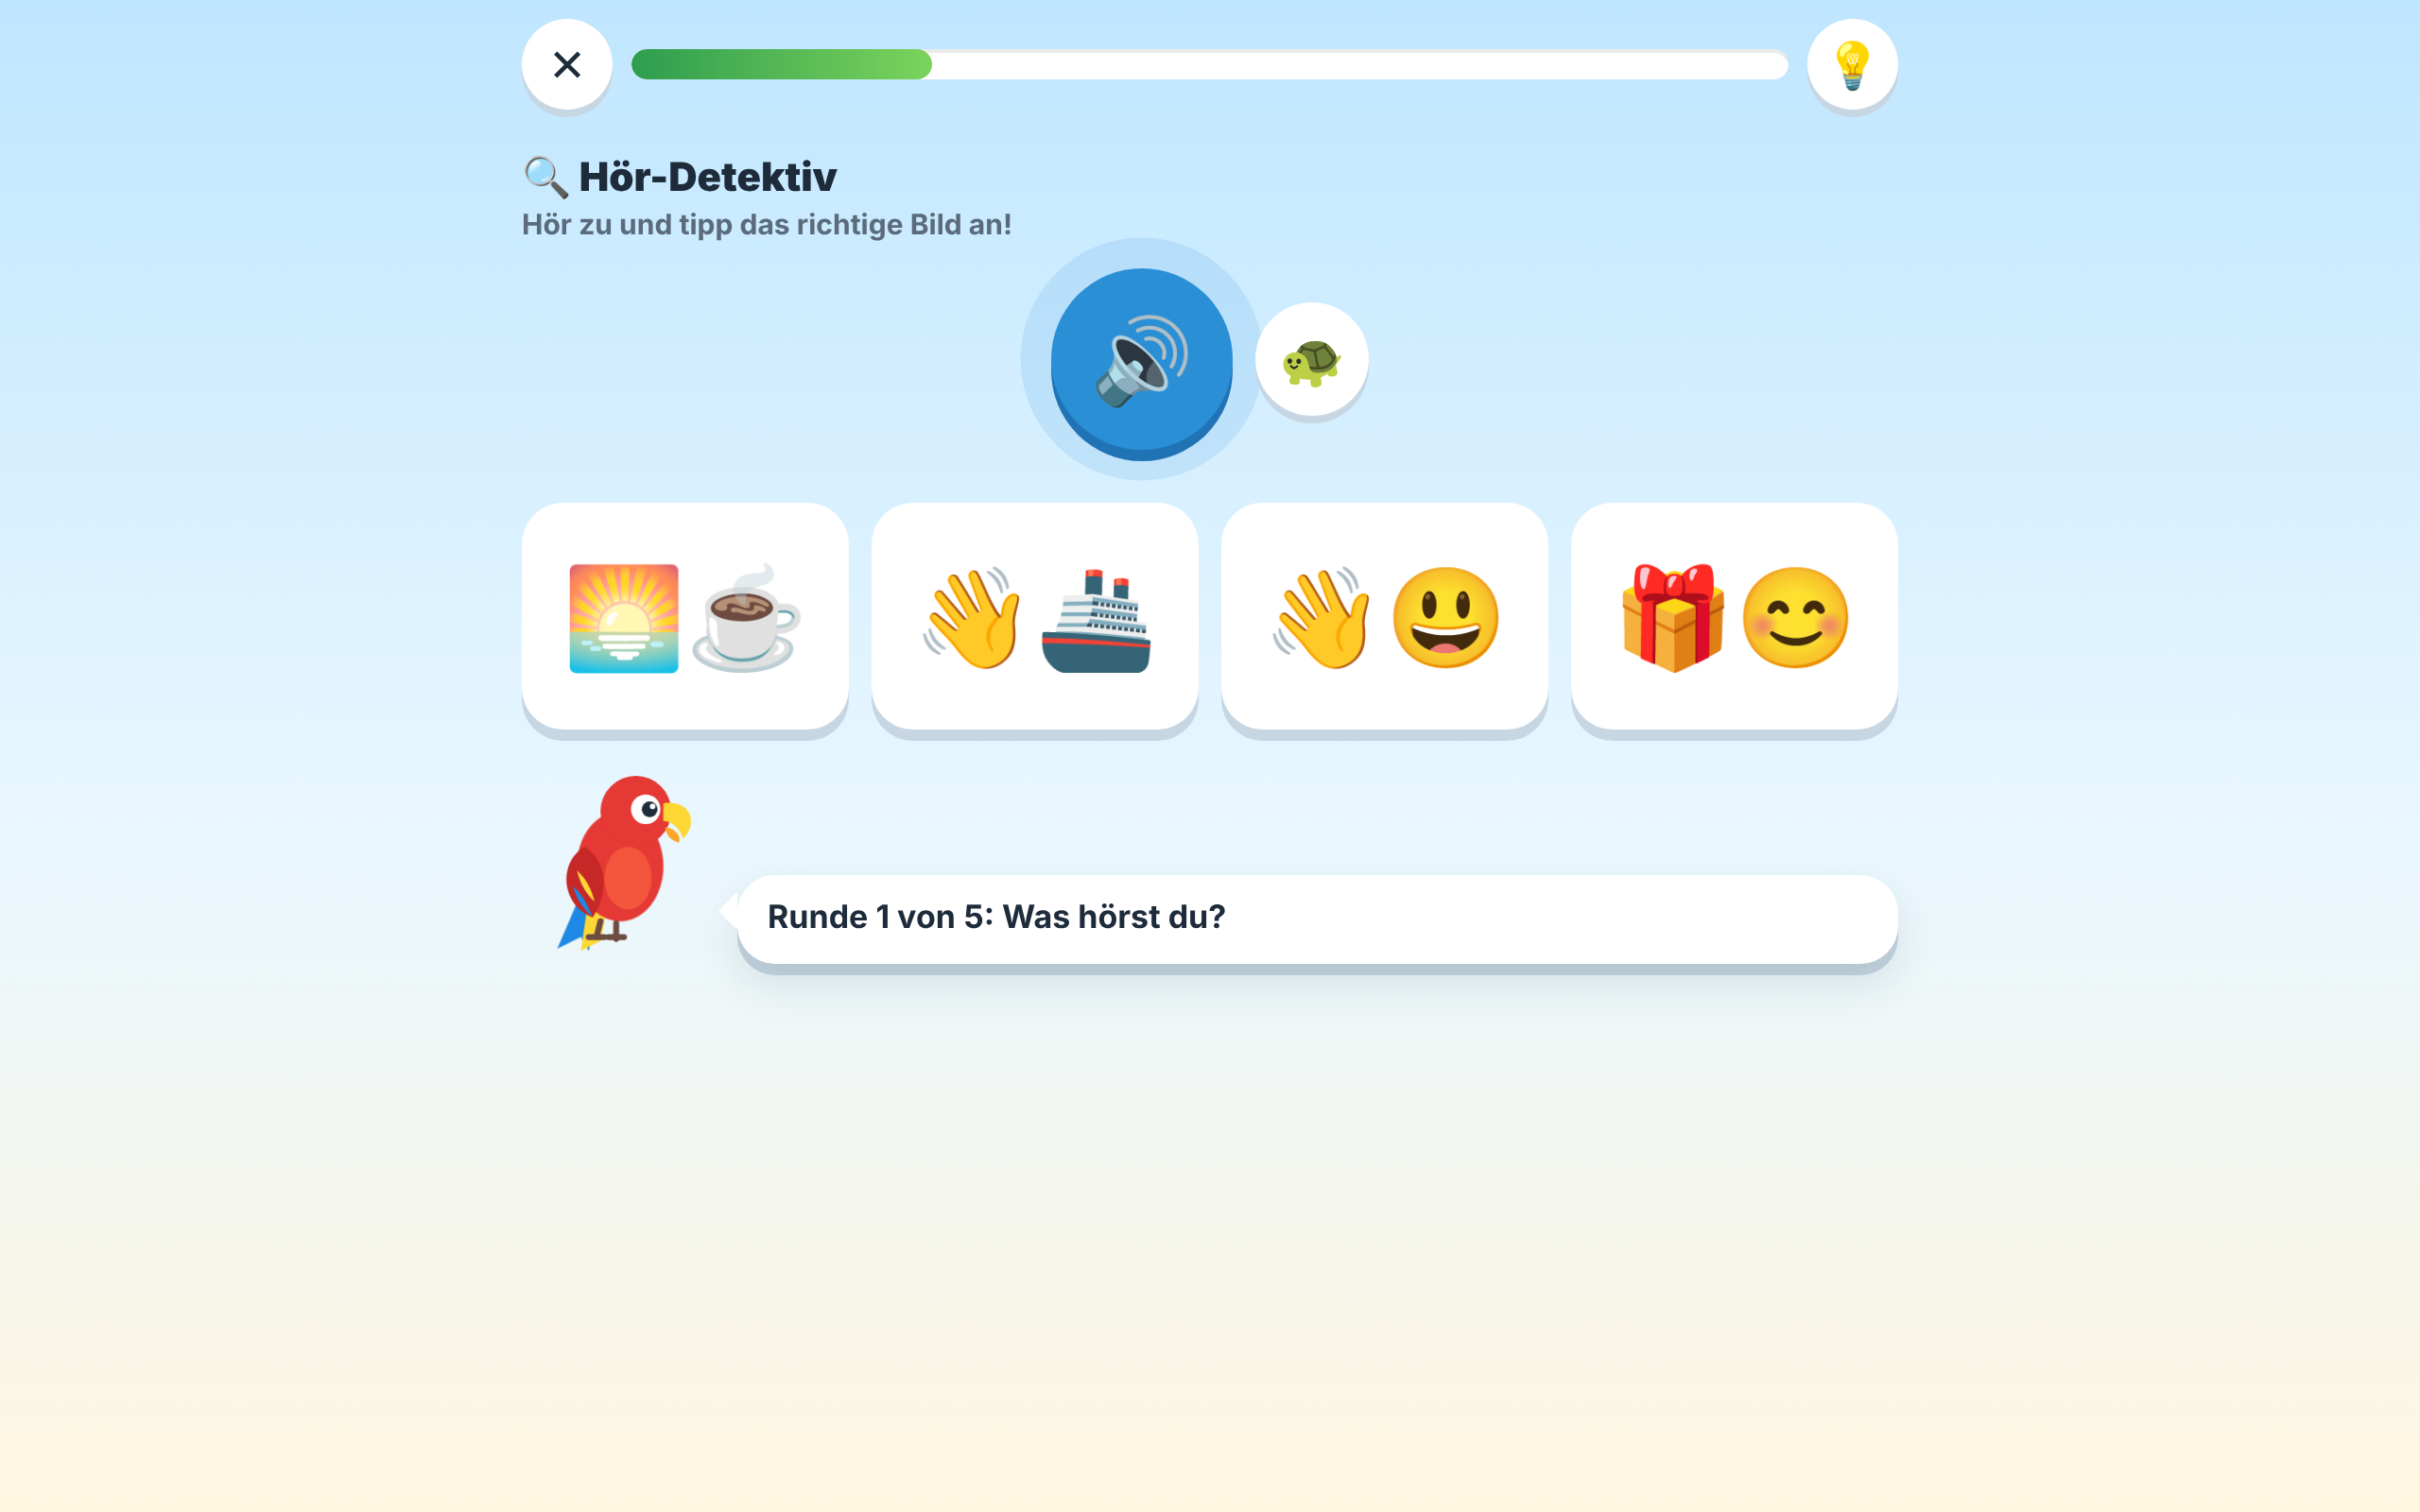 Hör-Detektiv
Hör zu und tipp das richtige Bild an!
Runde 1 von 5: Was hörst du?